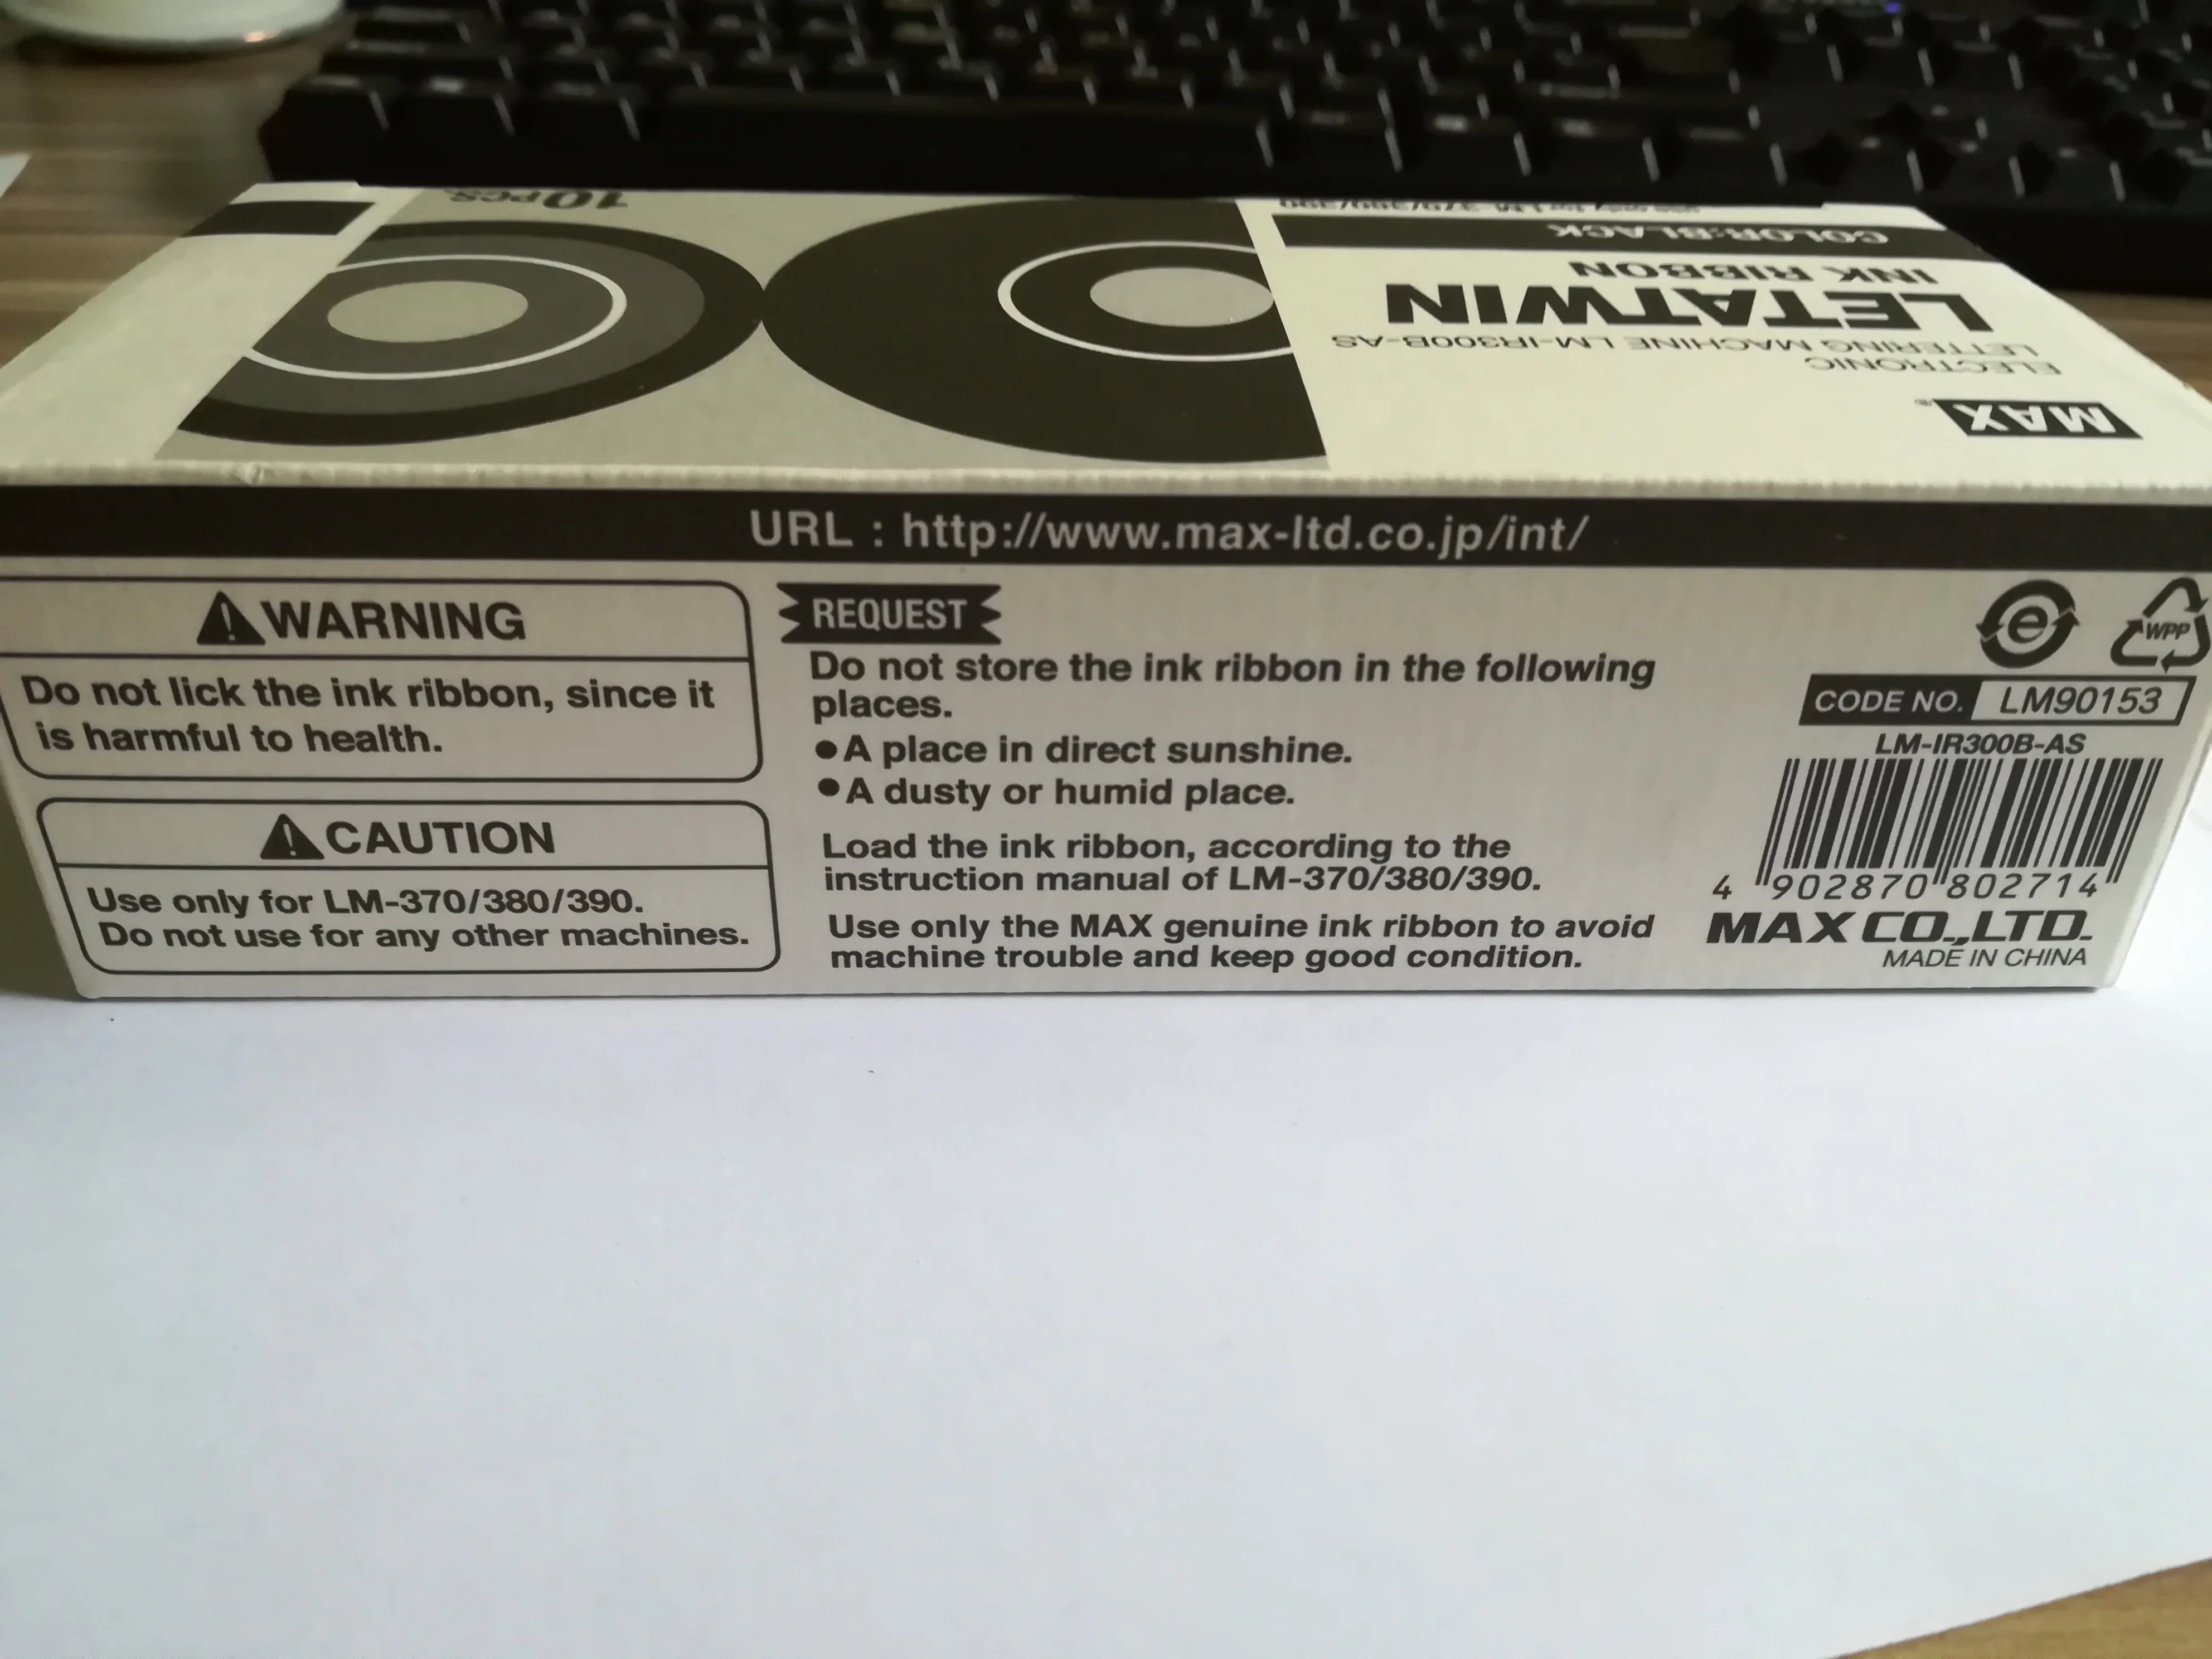 10pcs
Use only for LM-370/380/390
COLOR:BLACK
INK RIBBON
LETATWIN
LETTERING MACHINE LM-IR300B-AS
ELECTRONIC
MAX®
URL : http://www.max-ltd.co.jp/int/
WARNING
Do not lick the ink ribbon, since it
is harmful to health.
CAUTION
Use only for LM-370/380/390.
Do not use for any other machines.
REQUEST
Do not store the ink ribbon in the following
places.
●A place in direct sunshine.
●A dusty or humid place.
Load the ink ribbon, according to the
instruction manual of LM-370/380/390.
Use only the MAX genuine ink ribbon to avoid
machine trouble and keep good condition.
e
WPP
CODE NO. LM90153
LM-IR300B-AS
4 902870 802714
MAX CO.,LTD.
MADE IN CHINA